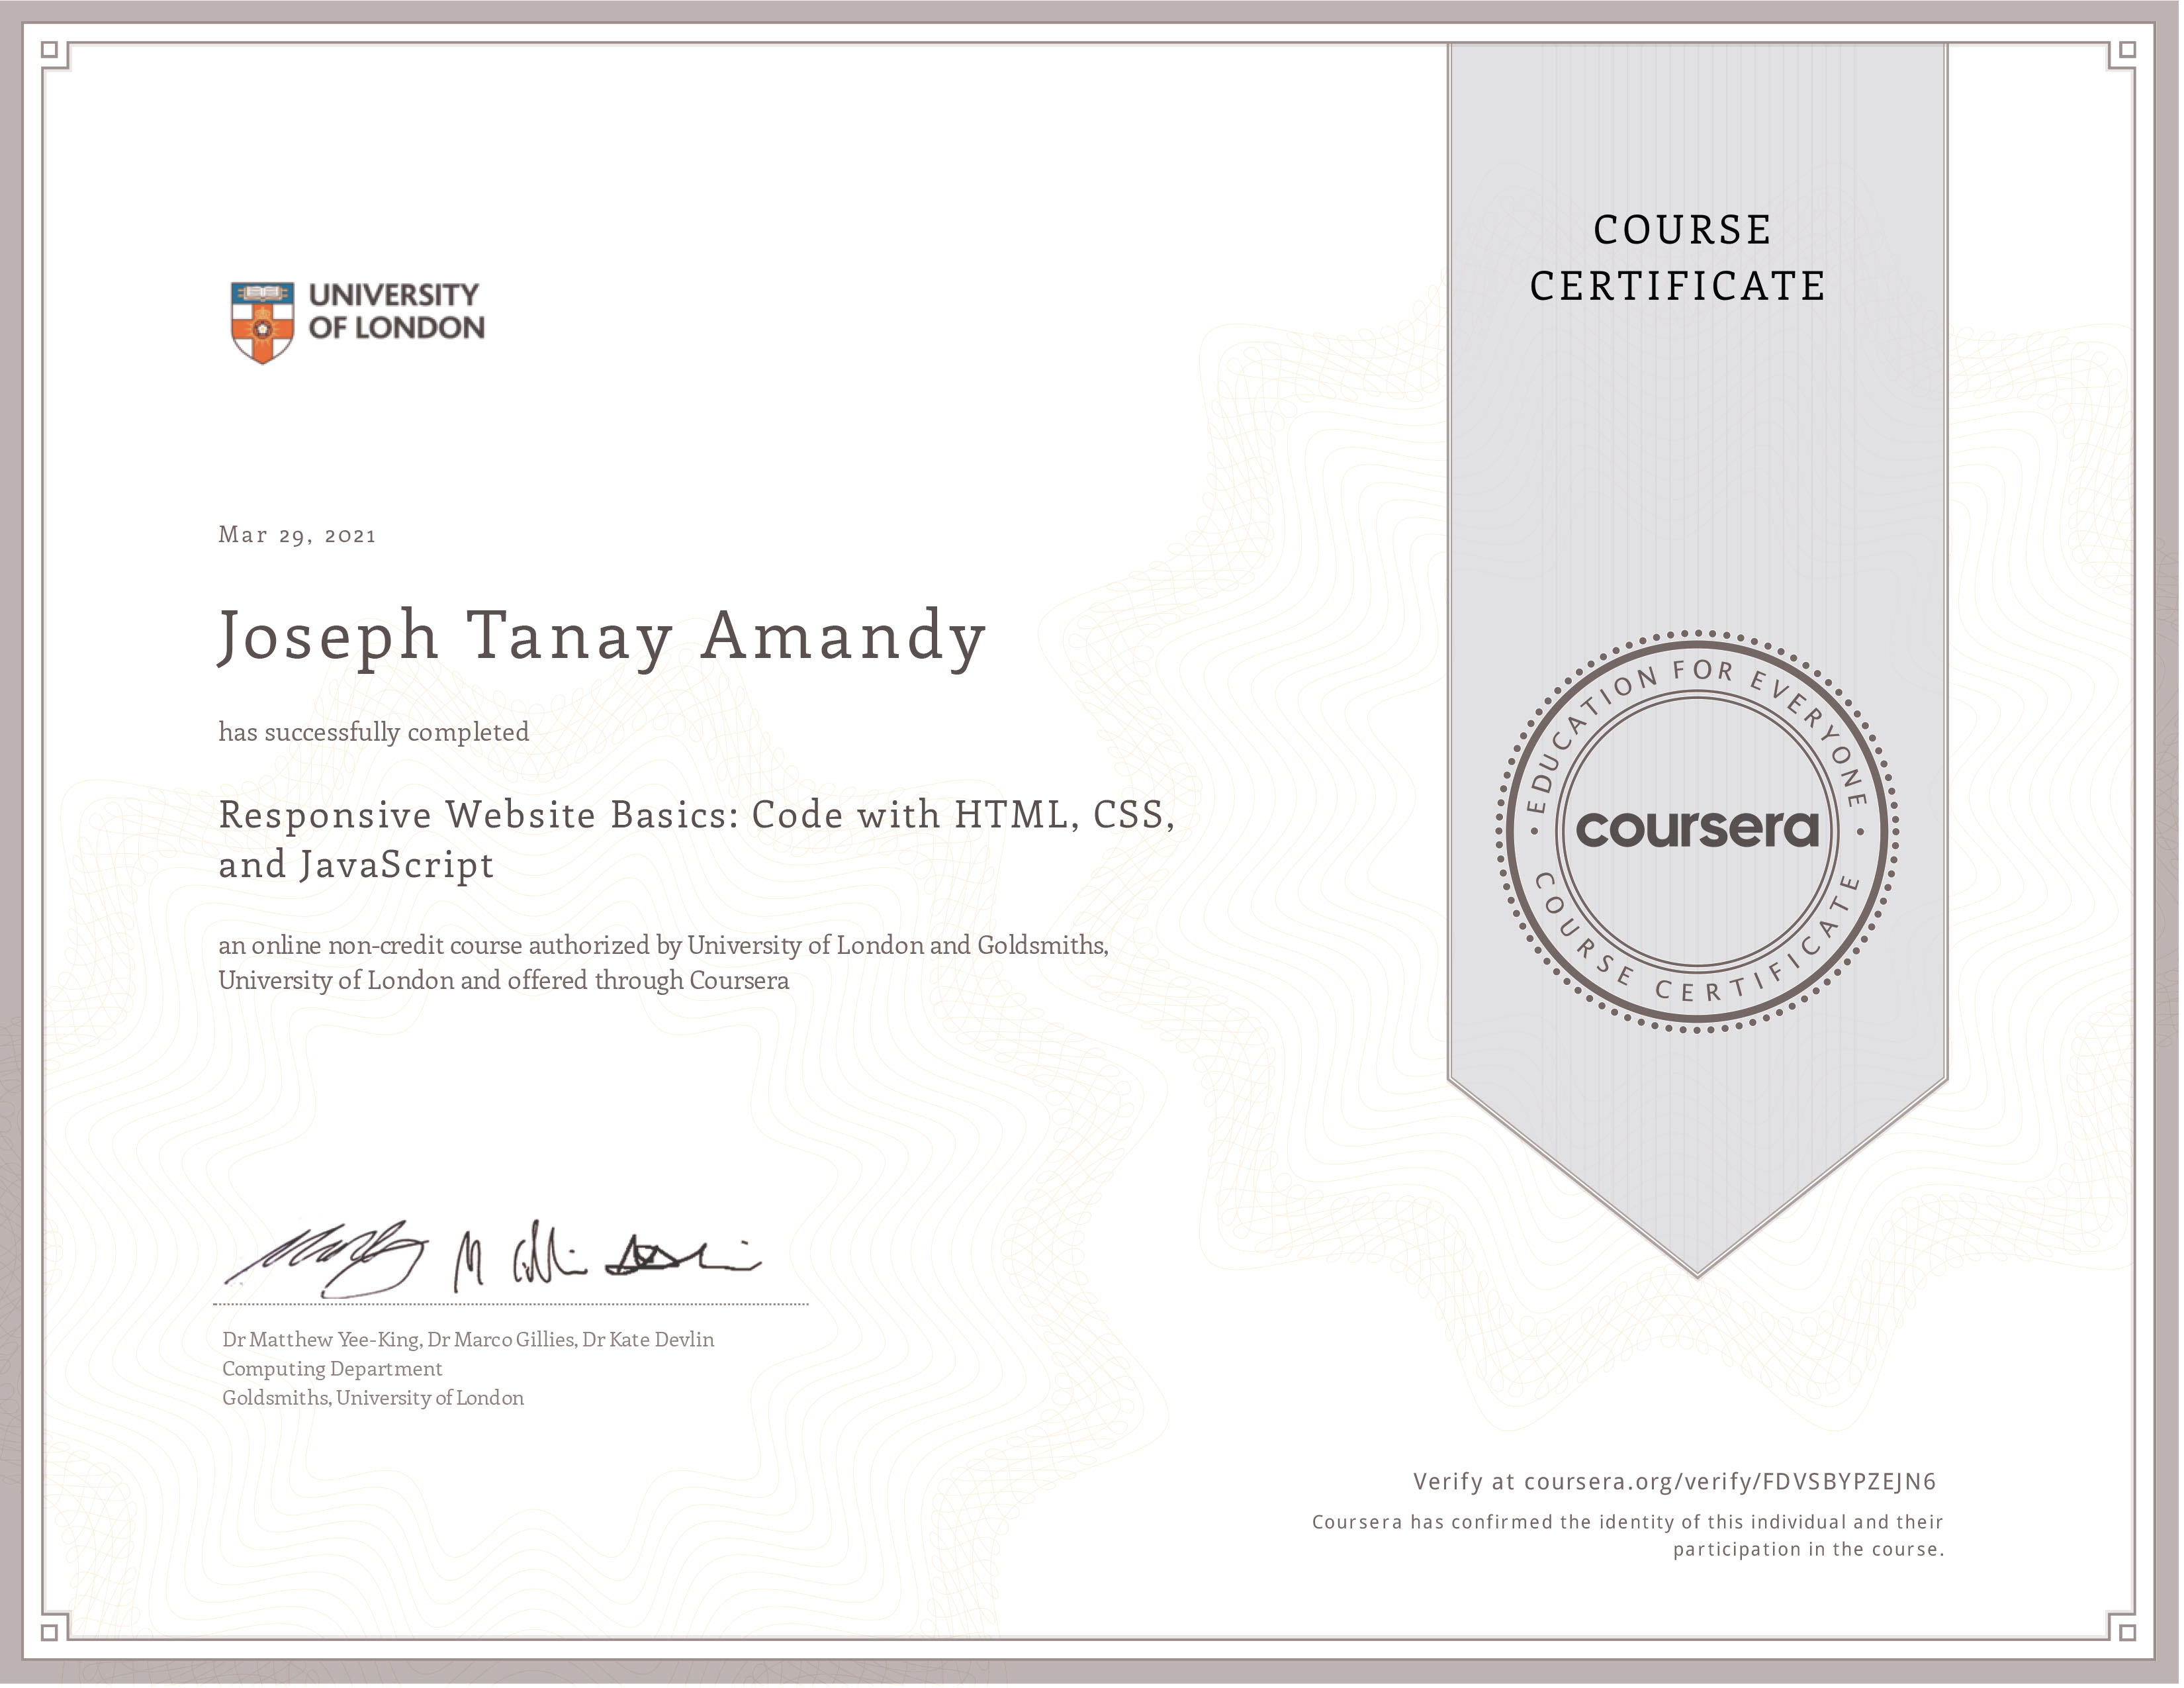 UNIVERSITY
OF LONDON
COURSE
CERTIFICATE
Mar 29, 2021
Joseph Tanay Amandy
has successfully completed
Responsive Website Basics: Code with HTML, CSS,
and JavaScript
an online non-credit course authorized by University of London and Goldsmiths,
University of London and offered through Coursera
EDUCATION FOR EVERYONE
coursera
COURSE CERTIFICATE
Dr Matthew Yee-King, Dr Marco Gillies, Dr Kate Devlin
Computing Department
Goldsmiths, University of London
Verify at coursera.org/verify/FDVSBYPZEJN6
Coursera has confirmed the identity of this individual and their
participation in the course.